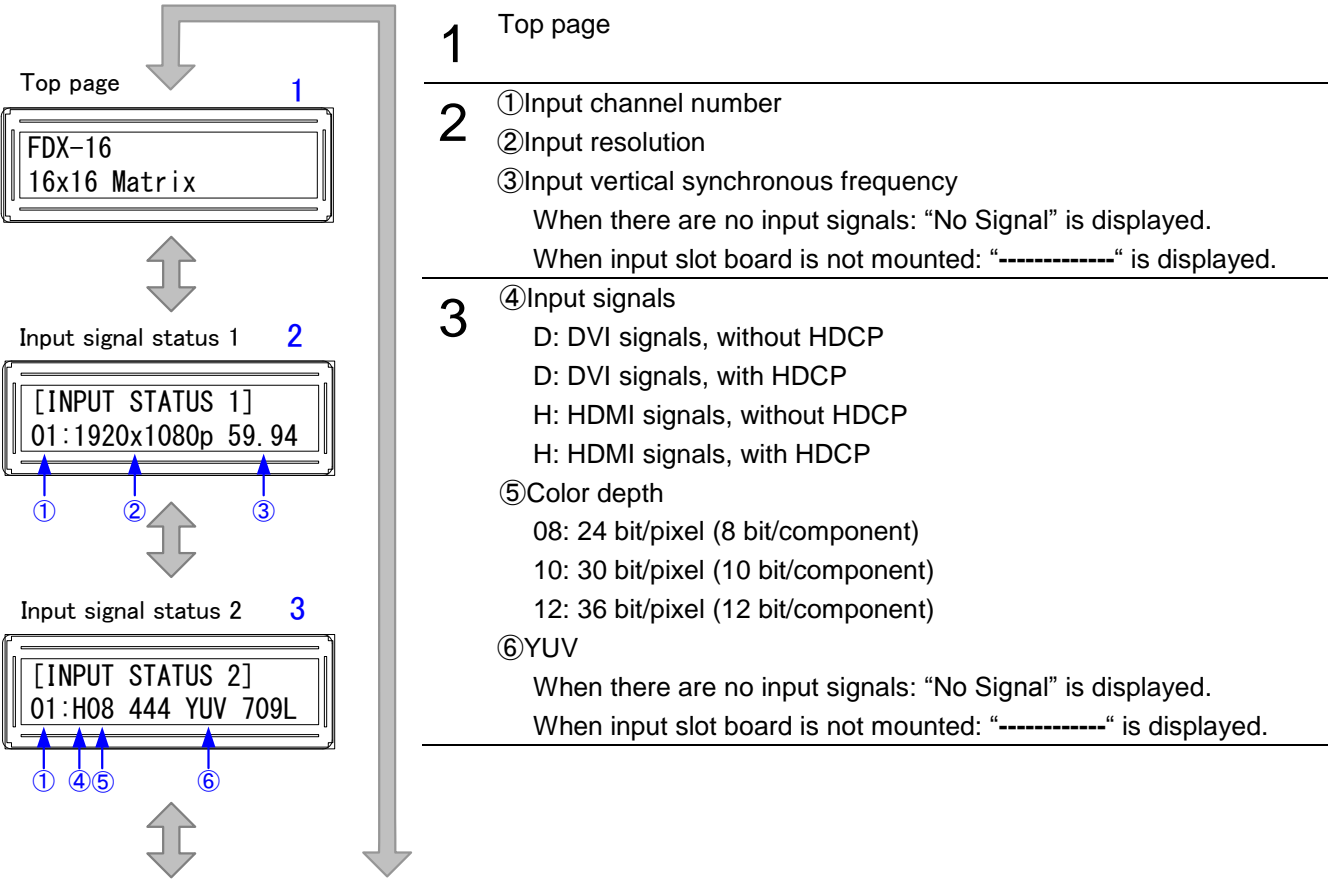 Top page 1
FDX-16
16x16 Matrix
Input signal status 1 2
[INPUT STATUS 1]
01:1920x1080p 59.94
① ② ③
Input signal status 2 3
[INPUT STATUS 2]
01:H08 444 YUV 709L
① ④⑤ ⑥
1 Top page
2 ①Input channel number
②Input resolution
③Input vertical synchronous frequency
When there are no input signals: “No Signal” is displayed.
When input slot board is not mounted: “-------------“ is displayed.
3 ④Input signals
D: DVI signals, without HDCP
D: DVI signals, with HDCP
H: HDMI signals, without HDCP
H: HDMI signals, with HDCP
⑤Color depth
08: 24 bit/pixel (8 bit/component)
10: 30 bit/pixel (10 bit/component)
12: 36 bit/pixel (12 bit/component)
⑥YUV
When there are no input signals: “No Signal” is displayed.
When input slot board is not mounted: “------------“ is displayed.